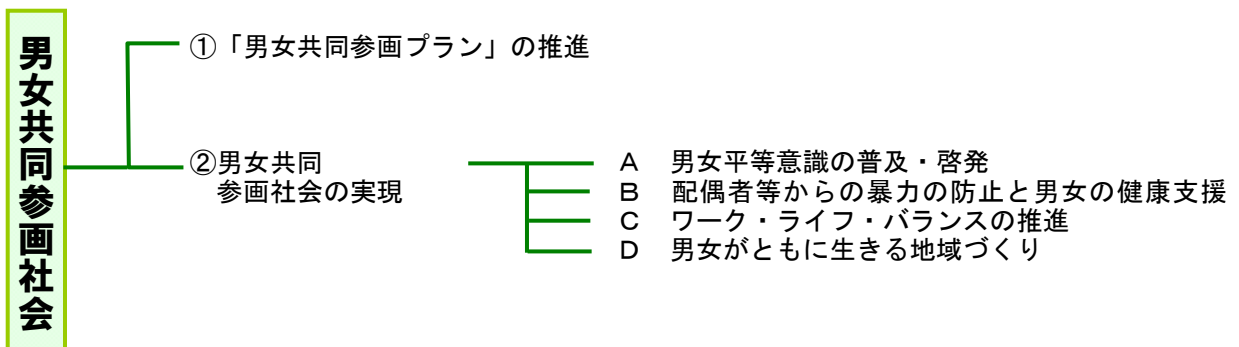 男女共同参画社会
①「男女共同参画プラン」の推進
②男女共同
参画社会の実現
A 男女平等意識の普及・啓発
B 配偶者等からの暴力の防止と男女の健康支援
C ワーク・ライフ・バランスの推進
D 男女がともに生きる地域づくり